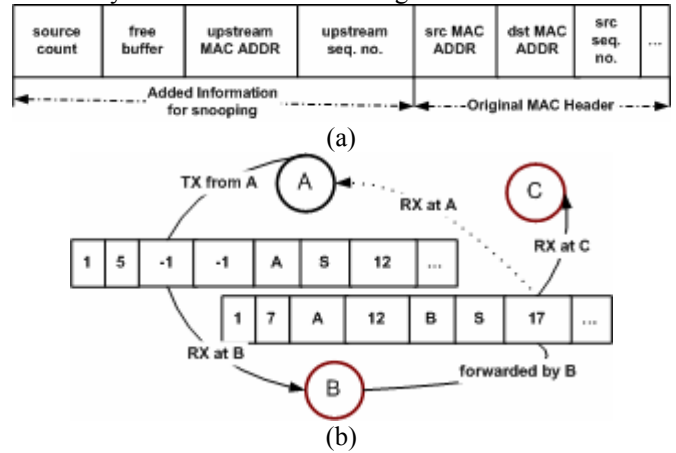 source count
free buffer
upstream MAC ADDR
upstream seq. no.
src MAC ADDR
dst MAC ADDR
src seq. no.
...
Added Information for snooping
Original MAC Header
(a)
TX from A
A
RX at A
C
RX at C
1 5 -1 -1 A S 12 ...
1 7 A 12 B S 17 ...
RX at B
B
forwarded by B
(b)